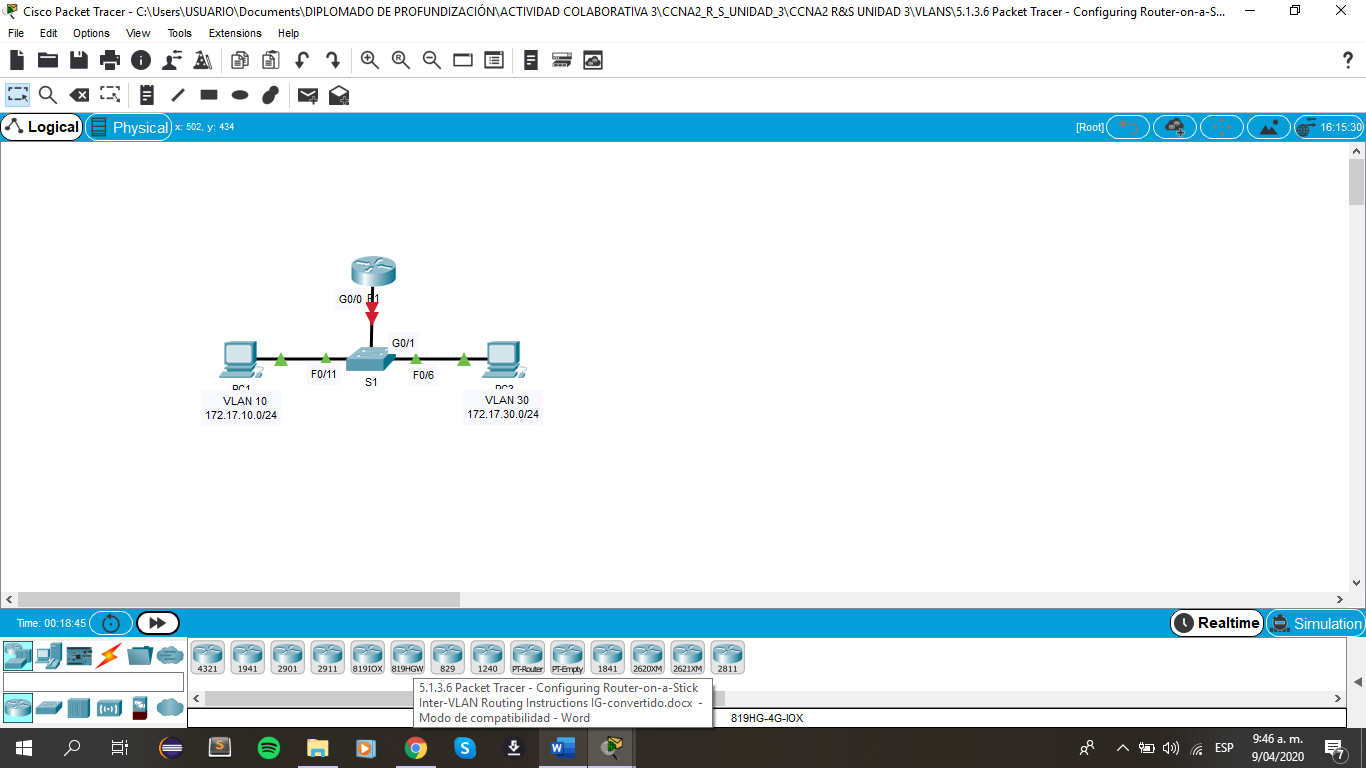 Cisco Packet Tracer - C:\Users\USUARIO\Documents\DIPLOMADO DE PROFUNDIZACIÓN\ACTIVIDAD COLABORATIVA 3\CCNA2_R_S_UNIDAD_3\CCNA2 R&S UNIDAD 3\VLANS\5.1.3.6 Packet Tracer - Configuring Router-on-a-S...
File Edit Options View Tools Extensions Help
Logical Physical x: 502, y: 434 [Root] 16:15:30
G0/0 R1
G0/1
F0/11 F0/6
S1
PC1
VLAN 10
172.17.10.0/24
VLAN 30
172.17.30.0/24
Time: 00:18:45 Realtime Simulation
4321 1941 2901 2911 819IOX 819HGW 829 1240 PT-Router PT-Empty 1841 2620XM 2621XM 2811
5.1.3.6 Packet Tracer - Configuring Router-on-a-Stick
Inter-VLAN Routing Instructions IG-convertido.docx -
Modo de compatibilidad - Word
819HG-4G-IOX
ESP
9:46 a. m.
9/04/2020
7